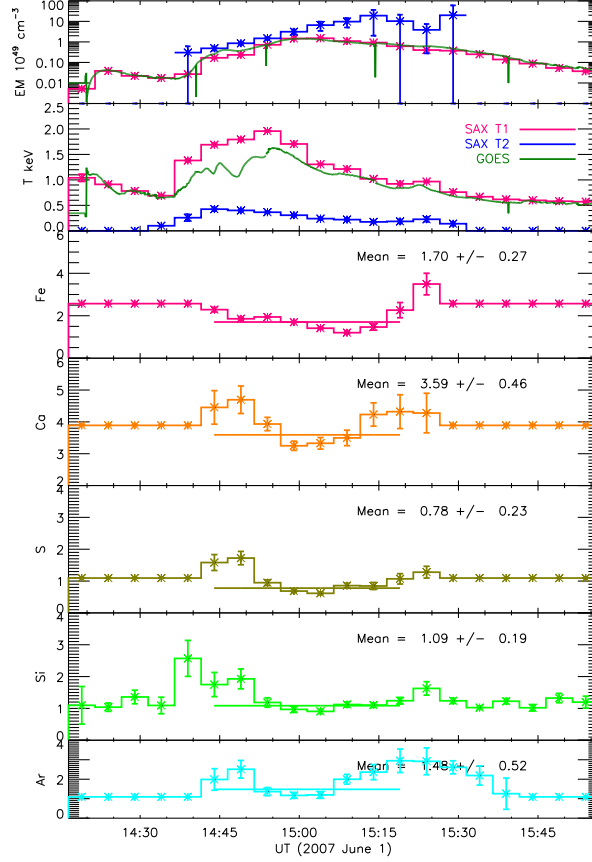 EM 10⁴⁹ cm⁻³
100
10
1
0.10
0.01
T keV
2.5
2.0
1.5
1.0
0.5
0.0
SAX T1
SAX T2
GOES
Fe
6
4
2
0
Mean = 1.70 +/- 0.27
Ca
6
5
4
3
2
Mean = 3.59 +/- 0.46
S
4
3
2
1
0
Mean = 0.78 +/- 0.23
Si
4
3
2
1
0
Mean = 1.09 +/- 0.19
Ar
4
2
0
Mean = 1.48 +/- 0.52
14:30 14:45 15:00 15:15 15:30 15:45
UT (2007 June 1)